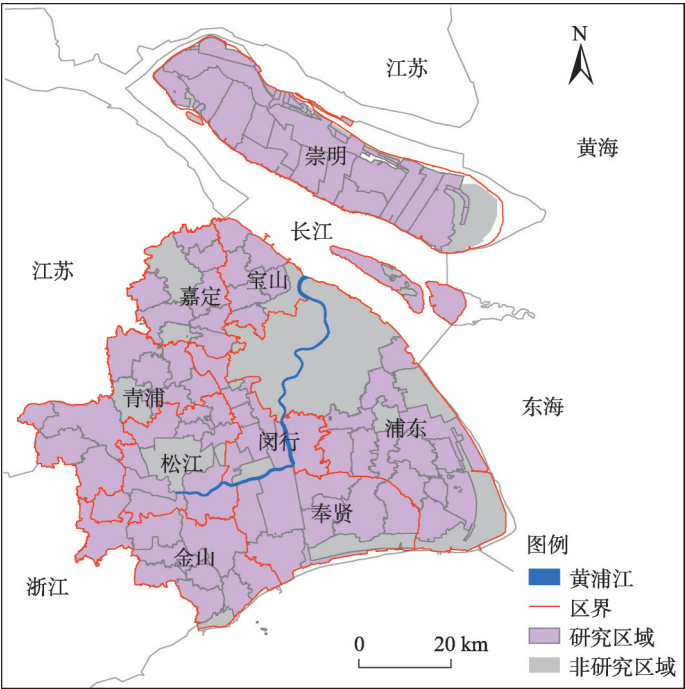 N
江苏
黄海
崇明
长江
江苏
宝山
嘉定
青浦
东海
浦东
闵行
松江
奉贤
金山
浙江
图例
黄浦江
区界
研究区域
非研究区域
0 20 km